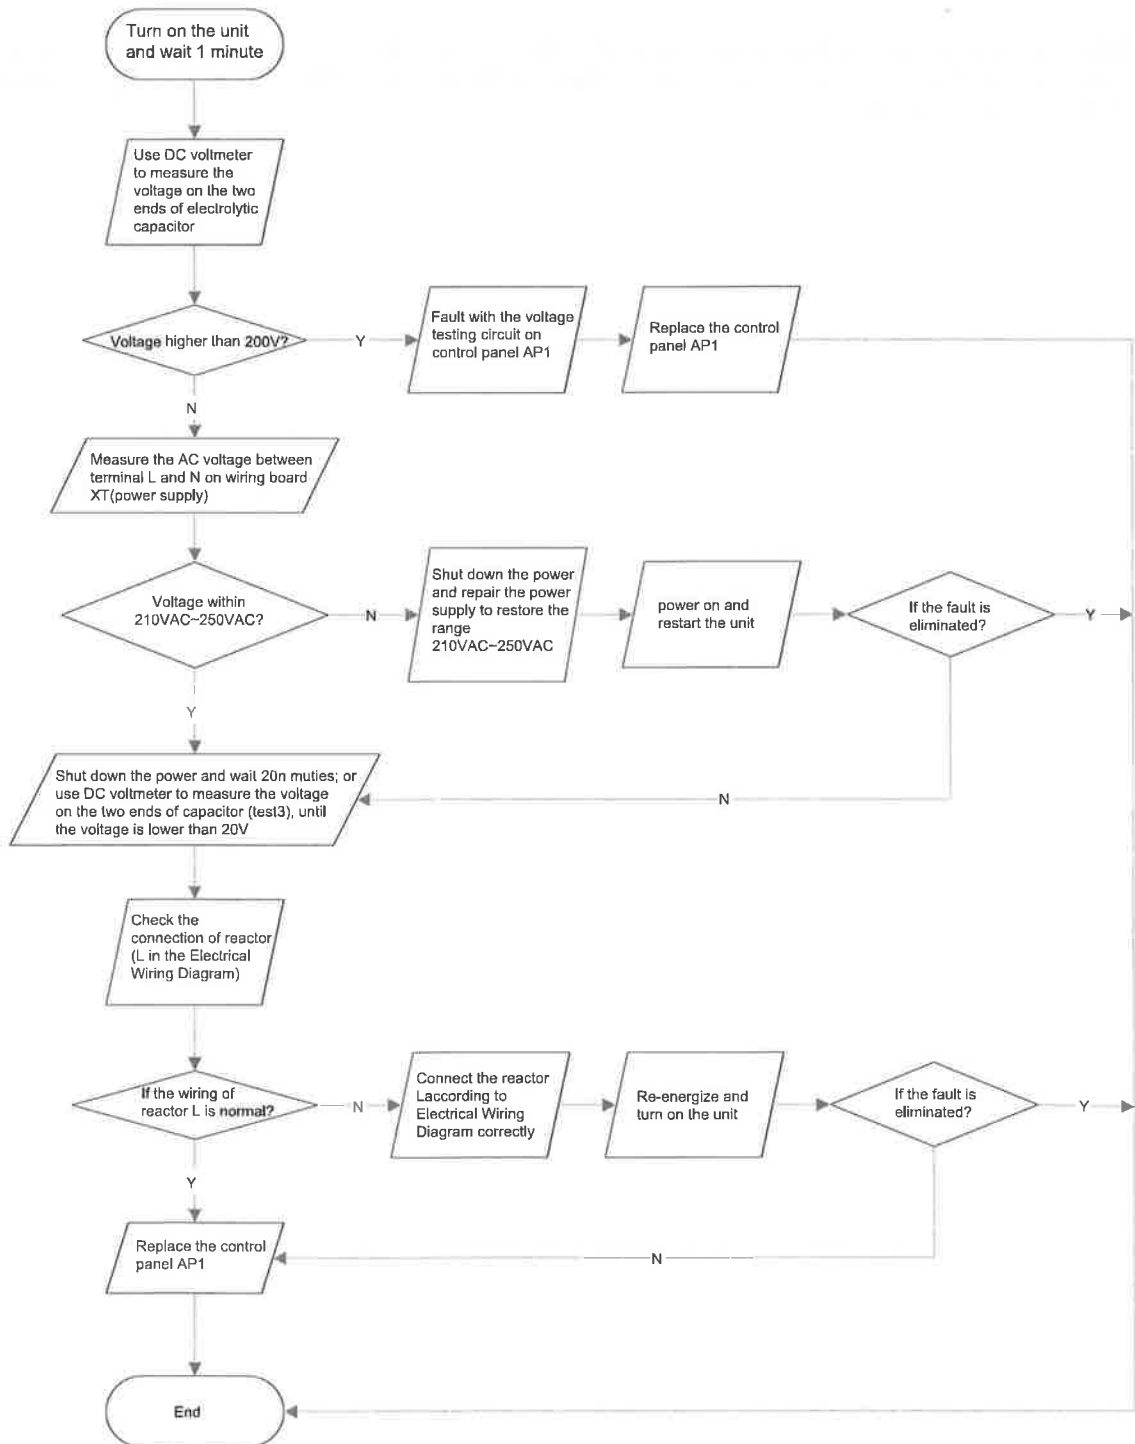 Turn on the unit
and wait 1 minute
Use DC voltmeter
to measure the
voltage on the two
ends of electrolytic
capacitor
Voltage higher than 200V?
Y
Fault with the voltage
testing circuit on
control panel AP1
Replace the control
panel AP1
N
Measure the AC voltage between
terminal L and N on wiring board
XT(power supply)
Voltage within
210VAC~250VAC?
N
Shut down the power
and repair the power
supply to restore the
range
210VAC~250VAC
power on and
restart the unit
If the fault is
eliminated?
Y
Y
Shut down the power and wait 20n muties; or
use DC voltmeter to measure the voltage
on the two ends of capacitor (test3), until
the voltage is lower than 20V
N
Check the
connection of reactor
(L in the Electrical
Wiring Diagram)
If the wiring of
reactor L is normal?
N
Connect the reactor
Laccording to
Electrical Wiring
Diagram correctly
Re-energize and
turn on the unit
If the fault is
eliminated?
Y
Y
Replace the control
panel AP1
N
End